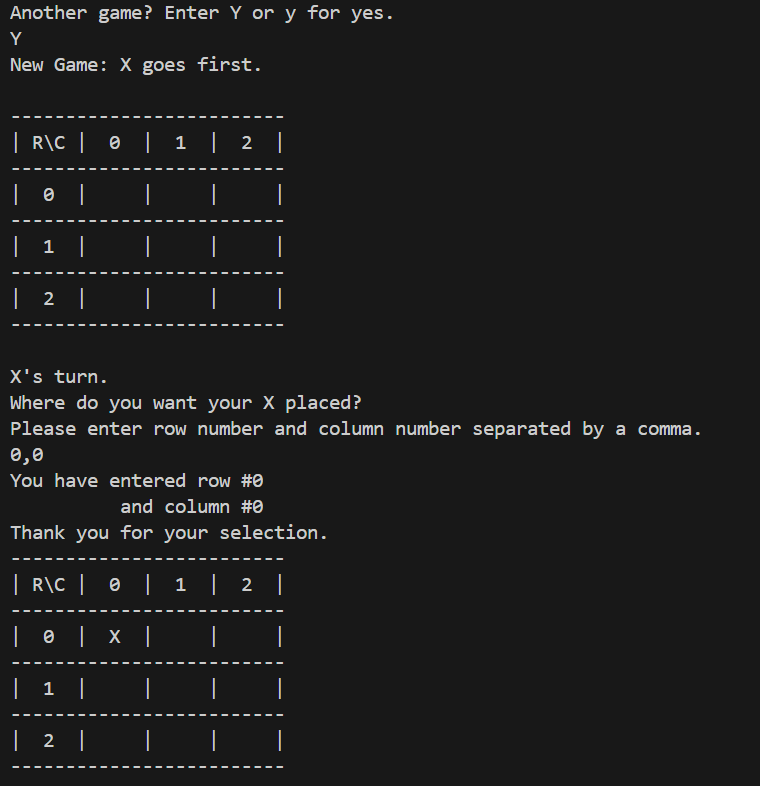 Another game? Enter Y or y for yes.
Y
New Game: X goes first.

-------------------------
| R\C |  0  |  1  |  2  |
-------------------------
|  0  |     |     |     |
-------------------------
|  1  |     |     |     |
-------------------------
|  2  |     |     |     |
-------------------------

X's turn.
Where do you want your X placed?
Please enter row number and column number separated by a comma.
0,0
You have entered row #0
          and column #0
Thank you for your selection.
-------------------------
| R\C |  0  |  1  |  2  |
-------------------------
|  0  |  X  |     |     |
-------------------------
|  1  |     |     |     |
-------------------------
|  2  |     |     |     |
-------------------------